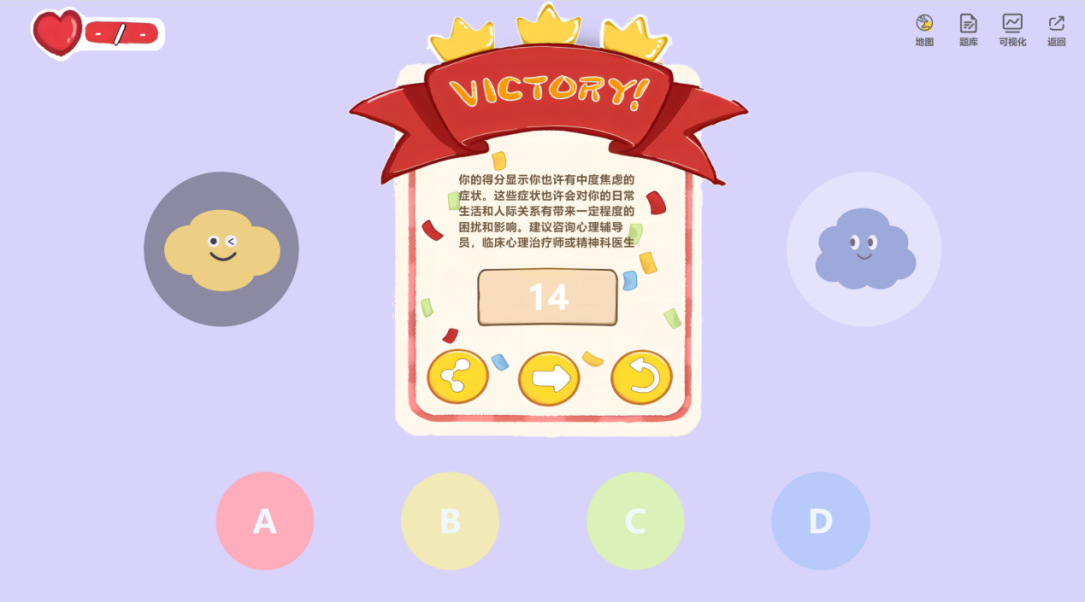 - / -
地图
题库
可视化
返回
VICTORY!
你的得分显示你也许有中度焦虑的
症状。这些症状也许会对你的日常
生活和人际关系有带来一定程度的
困扰和影响。建议咨询心理辅导
员，临床心理治疗师或精神科医生
14
A
B
C
D